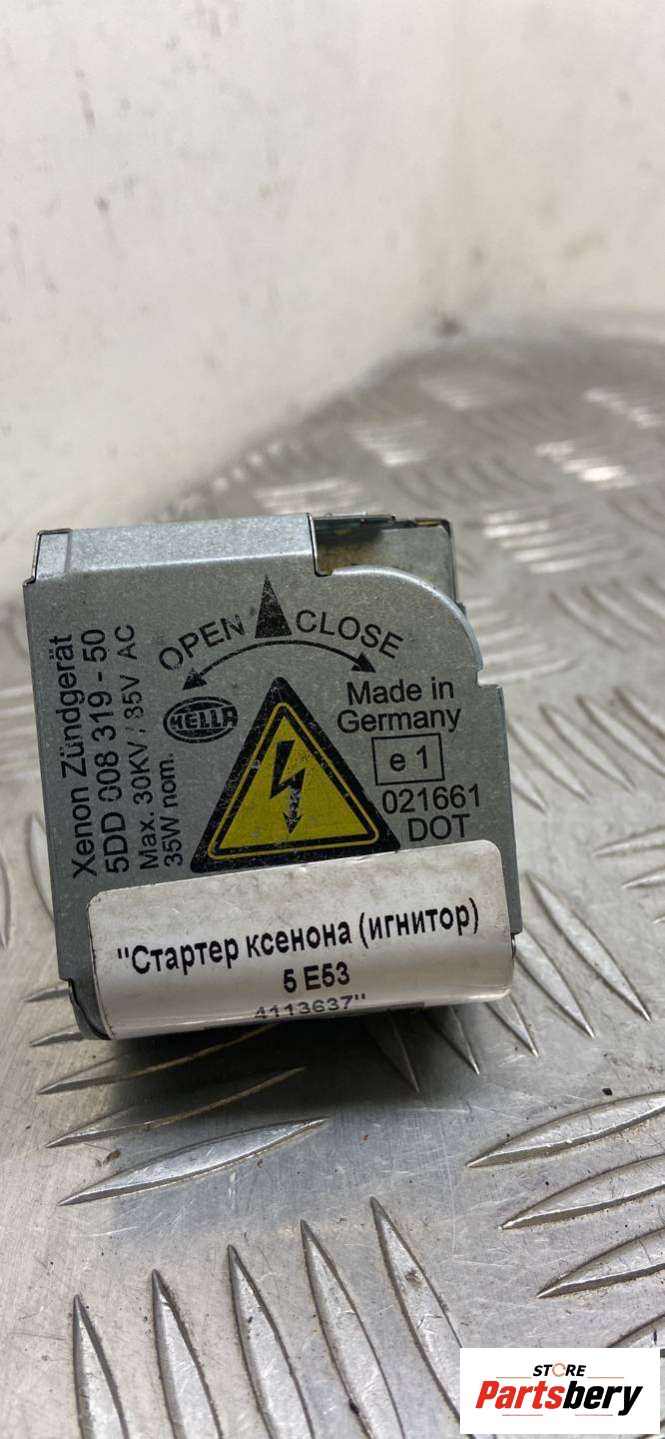 OPEN CLOSE
Xenon Zündgerät
5DD 008 319 - 50
Max. 30KV / 85V AC
35W nom.
HELLA
Made in
Germany
e 1
021661
DOT
"Стартер ксенона (игнитор)
5 E53
4113637"
STORE
Partsbery